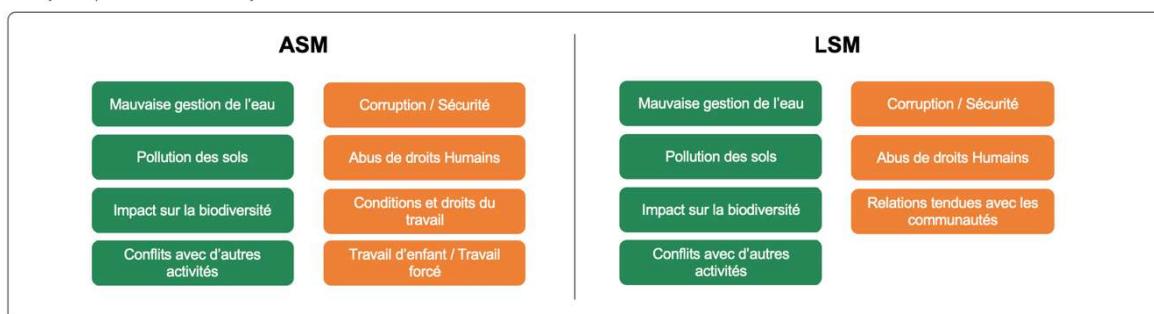 ASM
Mauvaise gestion de l'eau
Corruption / Sécurité
Pollution des sols
Abus de droits Humains
Impact sur la biodiversité
Conditions et droits du
travail
Conflits avec d'autres
activités
Travail d'enfant / Travail
forcé
LSM
Mauvaise gestion de l'eau
Corruption / Sécurité
Pollution des sols
Abus de droits Humains
Impact sur la biodiversité
Relations tendues avec les
communautés
Conflits avec d'autres
activités